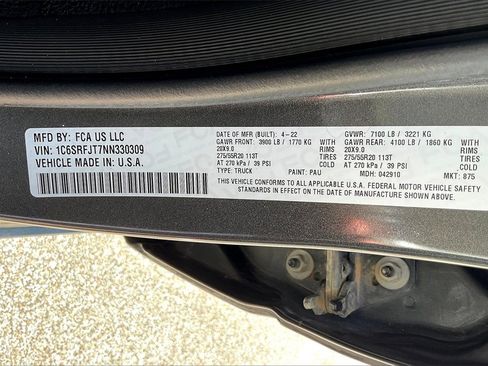 MFD BY: FCA US LLC
VIN: 1C6SRFJT7NN330309
VEHICLE MADE IN U.S.A.
DATE OF MFR (BUILT): 4-22 GVWR: 7100 LB / 3221 KG
GAWR FRONT: 3900 LB / 1770 KG WITH GAWR REAR: 4100 LB / 1860 KG WITH
20X9.0 RIMS 20X9.0 RIMS
275/55R20 113T TIRES 275/55R20 113T TIRES
AT 270 kPa / 39 PSI COLD AT 270 kPa / 39 PSI COLD
TYPE: TRUCK PAINT: PAU MDH: 042910 MKT: 875
THIS VEHICLE CONFORMS TO ALL APPLICABLE U.S.A. FEDERAL MOTOR VEHICLE SAFETY
STANDARDS IN EFFECT ON THE DATE OF MANUFACTURE SHOWN ABOVE.